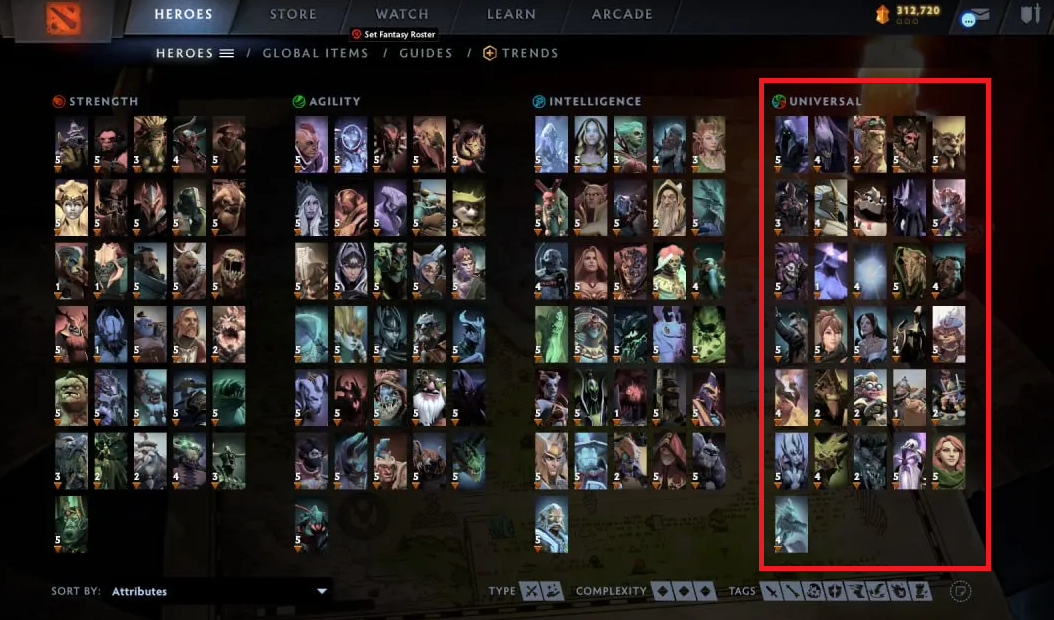 HEROES STORE WATCH LEARN ARCADE 312,720
Set Fantasy Roster
HEROES / GLOBAL ITEMS / GUIDES / TRENDS
STRENGTH AGILITY INTELLIGENCE UNIVERSAL
5 5 3 4 5 5 5 5 5 3 5 5 3 4 3 5 4 2 5 5
5 5 5 5 5 5 5 5 5 5 5 5 5 2 5 3 4 1 5 5
1 1 5 5 5 5 5 5 5 5 4 5 5 3 4 5 1 4 5 4
5 5 5 5 2 5 5 5 5 5 5 5 5 5 5 5 5 5 4 5
5 5 5 5 5 5 5 5 5 5 5 5 1 5 5 4 2 2 1 2
3 2 2 4 3 5 5 5 5 5 5 5 2 5 5 5 4 2 5 5
5 5 5 4
SORT BY: Attributes TYPE COMPLEXITY TAGS